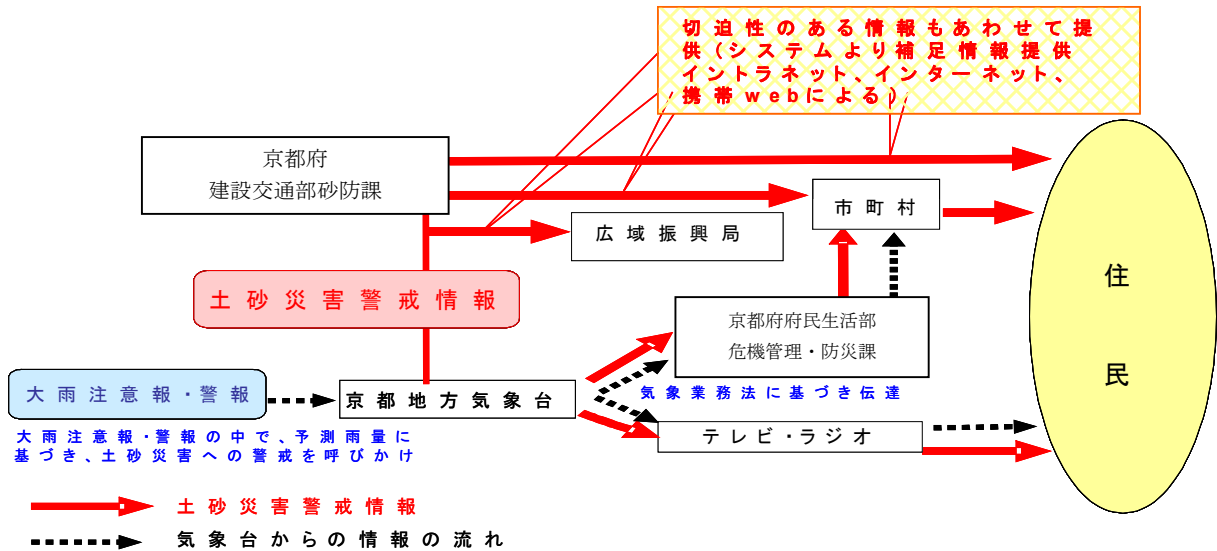 切迫性のある情報もあわせて提
供(システムより補足情報提供
イントラネット、インターネット、
携帯webによる)
京都府
建設交通部砂防課
市町村
広域振興局
住
民
土砂災害警戒情報
京都府府民生活部
危機管理・防災課
気象業務法に基づき伝達
大雨注意報・警報
京都地方気象台
テレビ・ラジオ
大雨注意報・警報の中で、予測雨量に
基づき、土砂災害への警戒を呼びかけ
土砂災害警戒情報
気象台からの情報の流れ